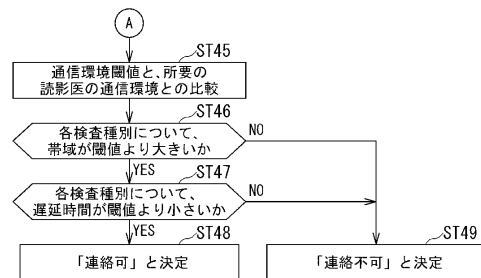 A
ST45
通信環境閾値と、所要の
読影医の通信環境との比較
ST46
各検査種別について、
帯域が閾値より大きいか
NO
YES
ST47
各検査種別について、
遅延時間が閾値より小さいか
NO
YES
ST48
「連絡可」と決定
ST49
「連絡不可」と決定